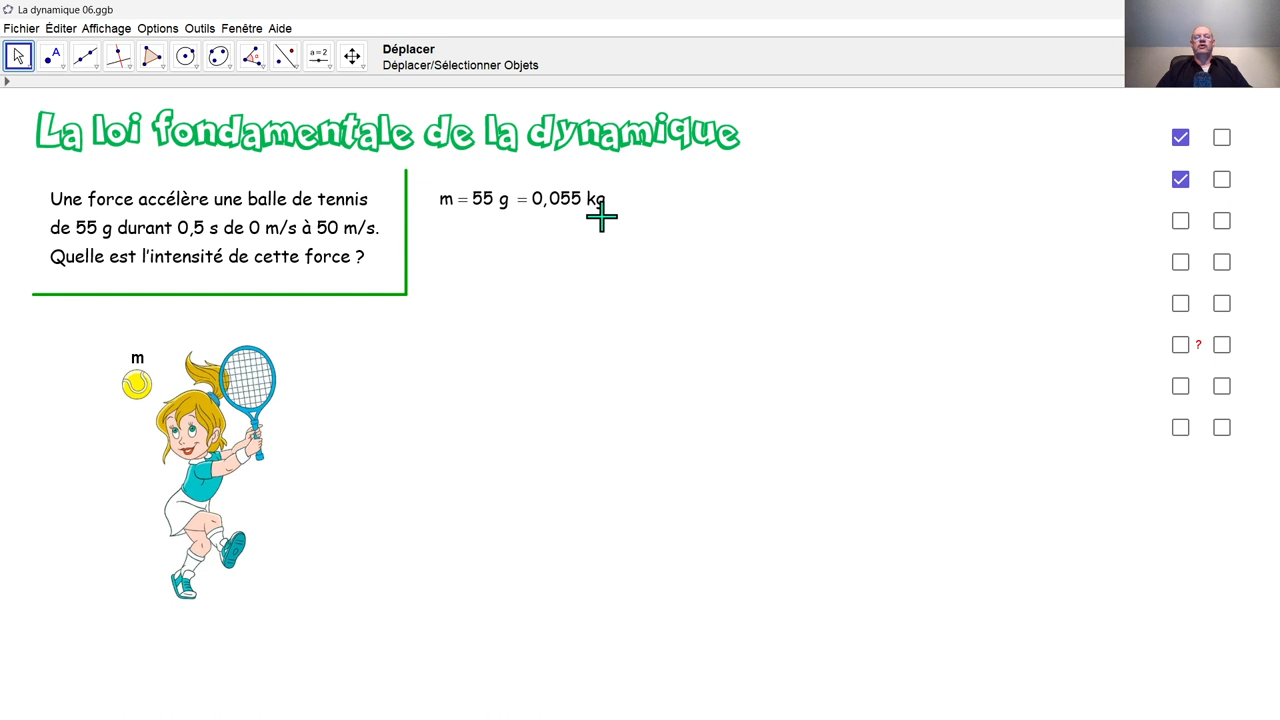 La dynamique 06.ggb
Fichier Éditer Affichage Options Outils Fenêtre Aide
A
a=2
Déplacer
Déplacer/Sélectionner Objets
La loi fondamentale de la dynamique
Une force accélère une balle de tennis
de 55 g durant 0,5 s de 0 m/s à 50 m/s.
Quelle est l'intensité de cette force ?
m = 55 g = 0,055 kg
m
?